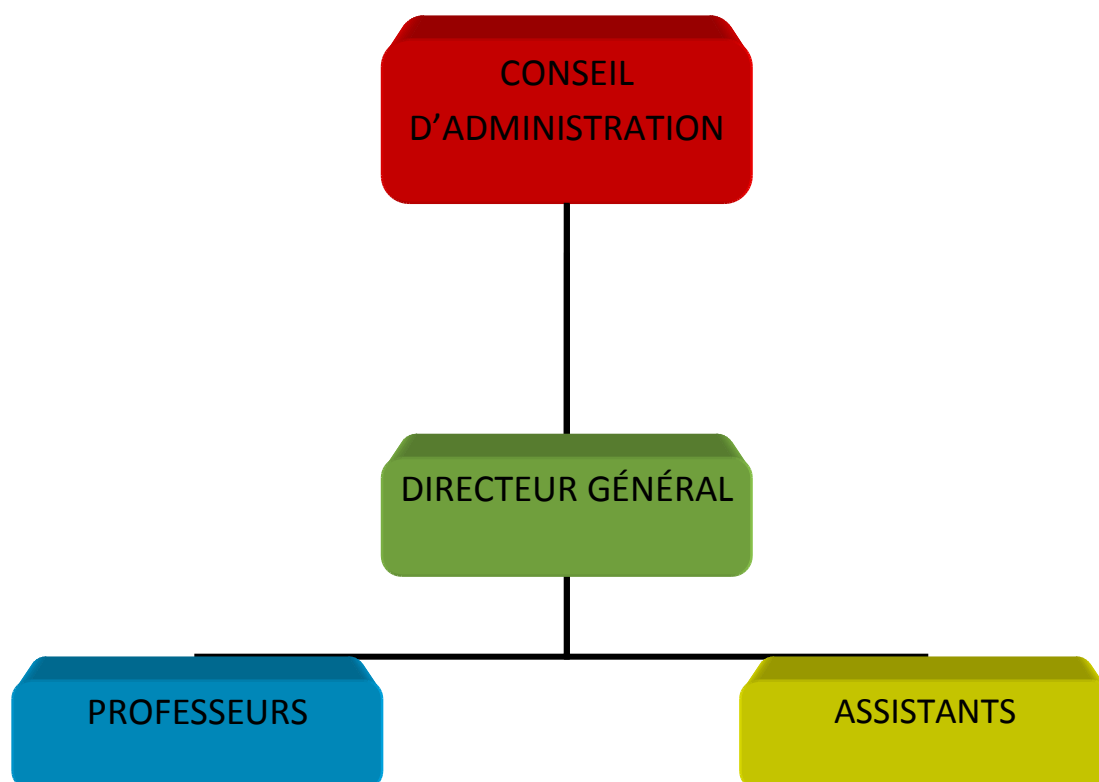 CONSEIL
D’ADMINISTRATION
DIRECTEUR GÉNÉRAL
PROFESSEURS
ASSISTANTS